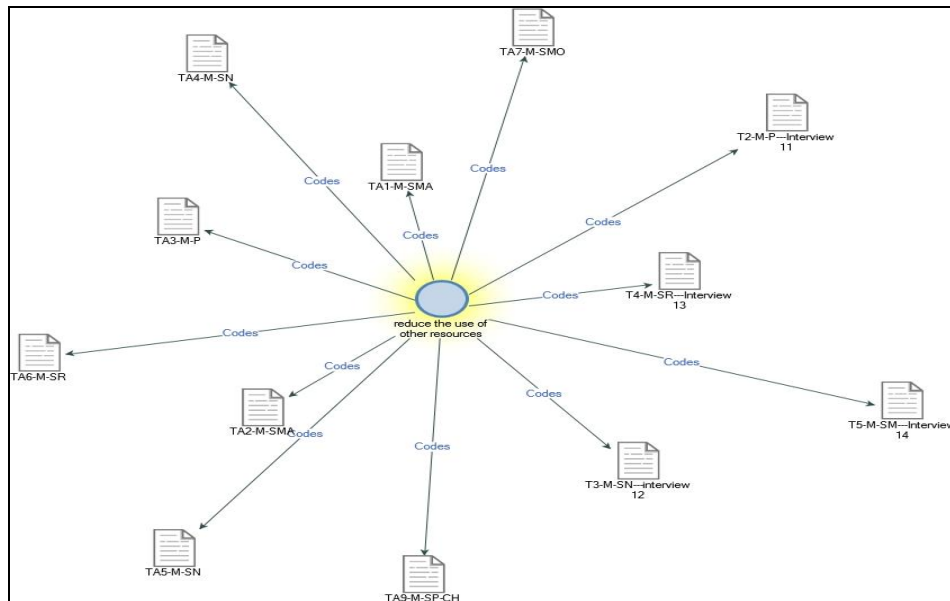 TA7-M-SMO
TA4-M-SN
T2-M-P---Interview
11
Codes
Codes
TA1-M-SMA
Codes
Codes
TA3-M-P
Codes
Codes
T4-M-SR---Interview
13
Codes
reduce the use of
other resources
Codes
TA6-M-SR
Codes
Codes
Codes
TA2-M-SMA
Codes
T5-M-SM---Interview
14
Codes
T3-M-SN---interview
12
TA5-M-SN
TA9-M-SP-CH